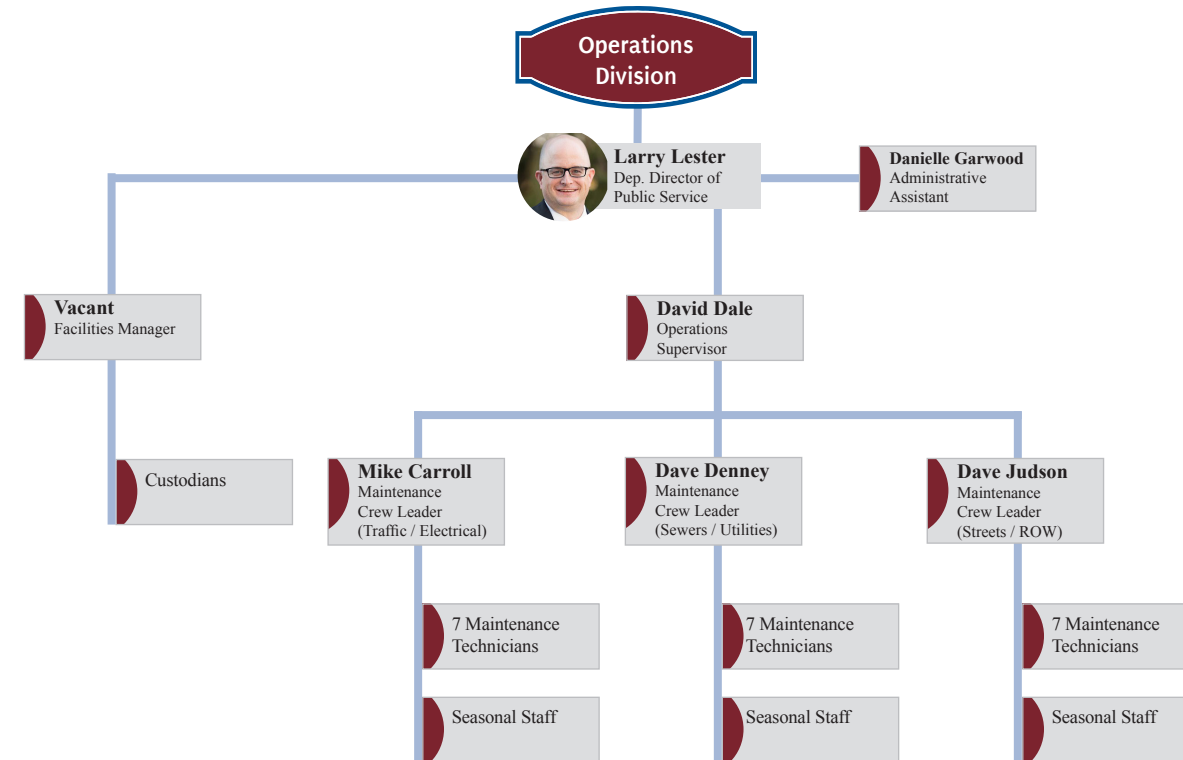 Operations
Division
Larry Lester
Dep. Director of
Public Service
Danielle Garwood
Administrative
Assistant
Vacant
Facilities Manager
David Dale
Operations
Supervisor
Custodians
Mike Carroll
Maintenance
Crew Leader
(Traffic / Electrical)
Dave Denney
Maintenance
Crew Leader
(Sewers / Utilities)
Dave Judson
Maintenance
Crew Leader
(Streets / ROW)
7 Maintenance
Technicians
7 Maintenance
Technicians
7 Maintenance
Technicians
Seasonal Staff
Seasonal Staff
Seasonal Staff